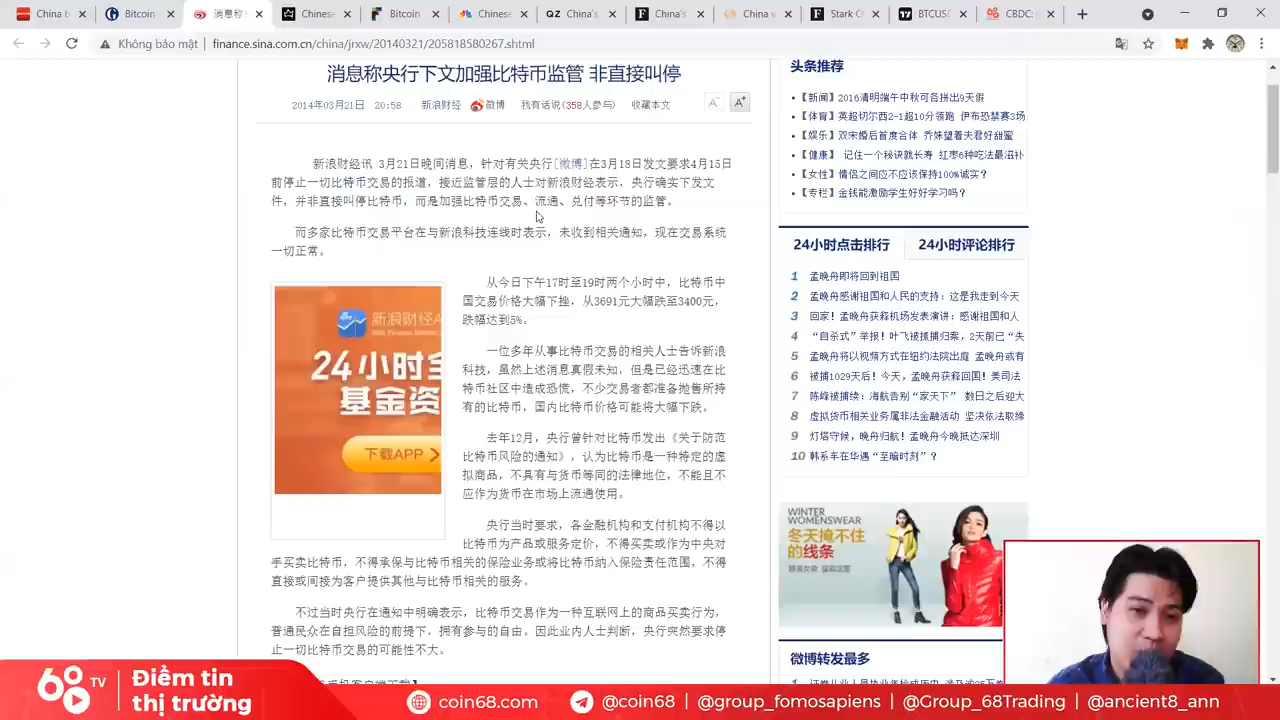 China b
Bitcoin
消息称
Chinese
Bitcoin
Chinese
China's
China's
China i
Stark C
BTCUSD
CBDC:
Không bảo mật | finance.sina.com.cn/china/jrxw/20140321/205818580267.shtml
消息称央行下文加强比特币监管 非直接叫停
2014年03月21日 20:58 新浪财经 微博 我有话说(358人参与) 收藏本文 A- A+
新浪财经讯 3月21日晚间消息，针对有关央行[微博]在3月18日发文要求4月15日
前停止一切比特币交易的报道，接近监管层的人士对新浪财经表示，央行确实下发文
件，并非直接叫停比特币，而是加强比特币交易、流通、兑付等环节的监管。
而多家比特币交易平台在与新浪科技连线时表示，未收到相关通知，现在交易系统
一切正常。
新浪财经A
24小时全
基金资
下载APP >
从今日下午17时至19时两个小时中，比特币中
国交易价格大幅下挫，从3691元大幅跌至3400元，
跌幅达到5%。
一位多年从事比特币交易的相关人士告诉新浪
科技，虽然上述消息真假未知，但是已经迅速在比
特币社区中造成恐慌，不少交易者都准备抛售所持
有的比特币，国内比特币价格可能将大幅下跌。
去年12月，央行曾针对比特币发出《关于防范
比特币风险的通知》，认为比特币是一种特定的虚
拟商品，不具有与货币等同的法律地位，不能且不
应作为货币在市场上流通使用。
央行当时要求，各金融机构和支付机构不得以
比特币为产品或服务定价，不得买卖或作为中央对
手买卖比特币，不得承保与比特币相关的保险业务或将比特币纳入保险责任范围，不得
直接或间接为客户提供其他与比特币相关的服务。
不过当时央行在通知中明确表示，比特币交易作为一种互联网上的商品买卖行为，
普通民众在自担风险的前提下，拥有参与的自由。因此业内人士判断，央行突然要求停
止一切比特币交易的可能性不大。
头条推荐
【新闻】2016清明端午中秋可各拼出9天假
【体育】英超切尔西2-1超10分领跑 伊布恐禁赛3场
【娱乐】双宋婚后首度合体 乔妹望着夫君好甜蜜
【健康】 记住一个秘诀就长寿 红枣6种吃法最滋补
【女性】情侣之间应不应该保持100%诚实？
【专栏】金钱能激励学生好好学习吗？
24小时点击排行 24小时评论排行
1 孟晚舟即将回到祖国
2 孟晚舟感谢祖国和人民的支持：这是我走到今天
3 回家！孟晚舟获释机场发表演讲：感谢祖国和人
4 “自杀式”举报！叶飞被抓捕归案，2天前已“失
5 孟晚舟将以视频方式在纽约法院出庭 孟晚舟或有
6 被捕1029天后！今天，孟晚舟获释回国！美司法
7 陈峰被捕续：海航告别“家天下” 数日之后迎大
8 虚拟货币相关业务属非法金融活动 坚决依法取缔
9 灯塔守候，晚舟归航！孟晚舟今晚抵达深圳
10 韩系车在华遇“至暗时刻”？
WINTER
WOMENSWEAR
冬天掩不住
的线条
微博转发最多
68 TV
Điểm tin
thị trường
coin68.com
@coin68 | @group_fomosapiens | @Group_68Trading | @ancient8_ann